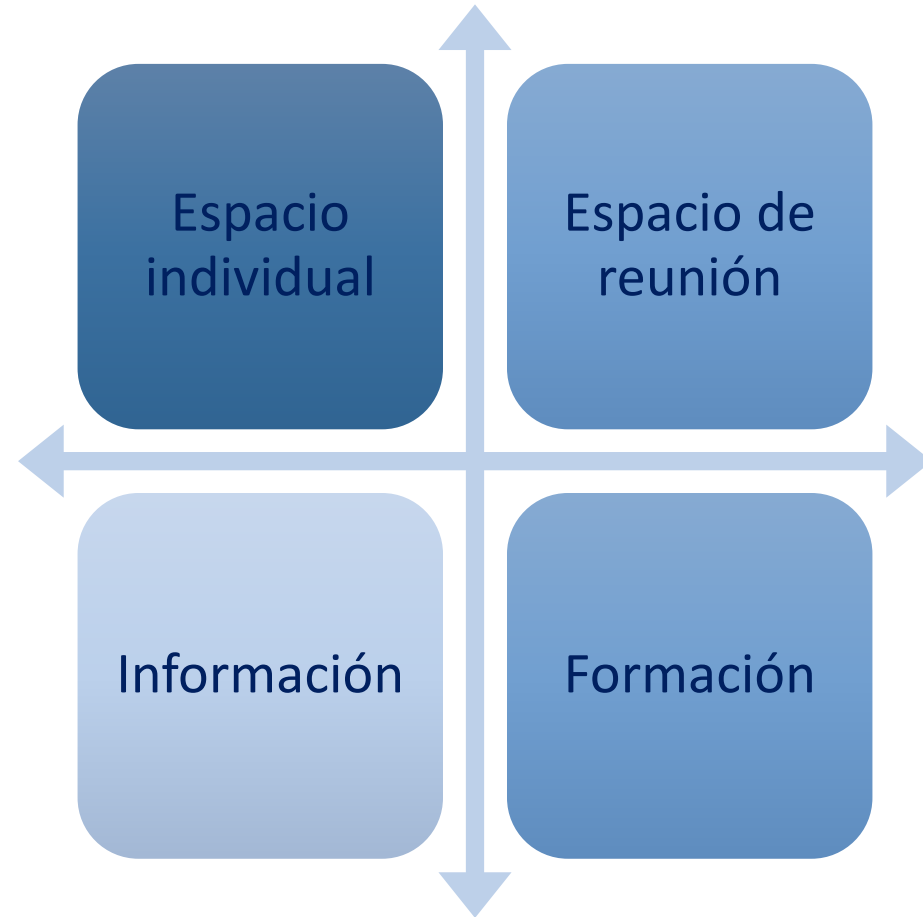 Espacio
individual
Espacio de
reunión
Información
Formación